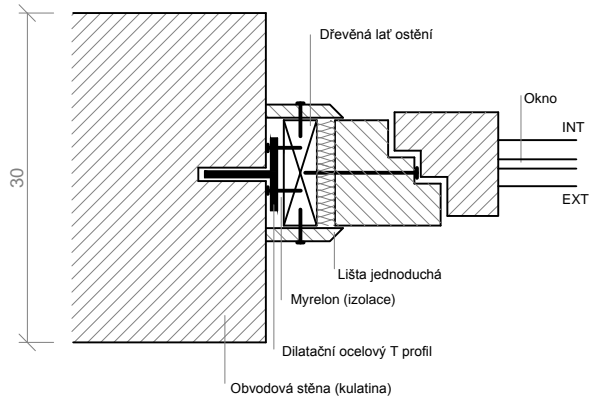 Dřevěná lať ostění
Okno
INT
EXT
30
Lišta jednoduchá
Myrelon (izolace)
Dilatační ocelový T profil
Obvodová stěna (kulatina)